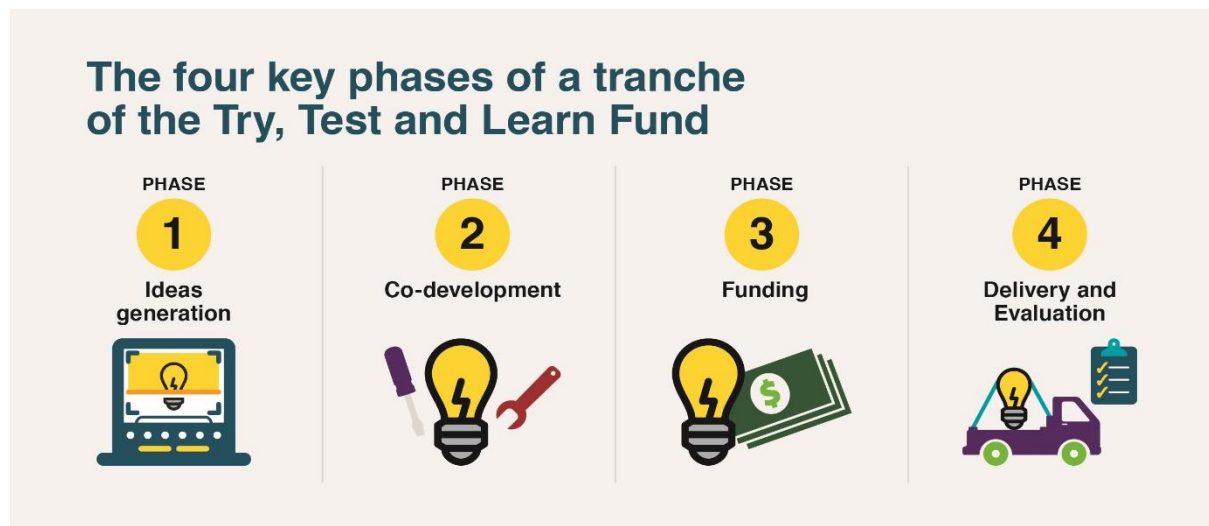 The four key phases of a tranche
of the Try, Test and Learn Fund
PHASE
1
Ideas
generation
PHASE
2
Co-development
PHASE
3
Funding
$
PHASE
4
Delivery and
Evaluation